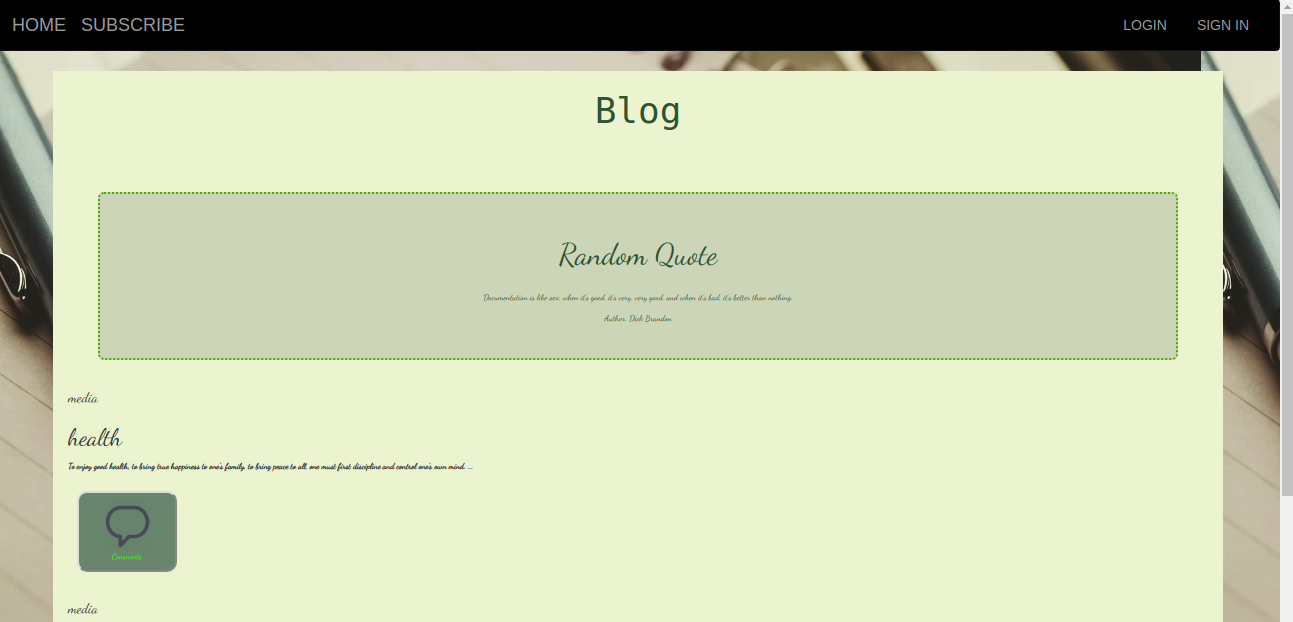 HOME SUBSCRIBE LOGIN SIGN IN
Blog
Random Quote
Documentation is like sex: when it's good, it's very, very good, and when it's bad, it's better than nothing.
Author: Dick Brandon
media
health
To enjoy good health, to bring true happiness to one's family, to bring peace to all, one must first discipline and control one's own mind. ...
Comments
media